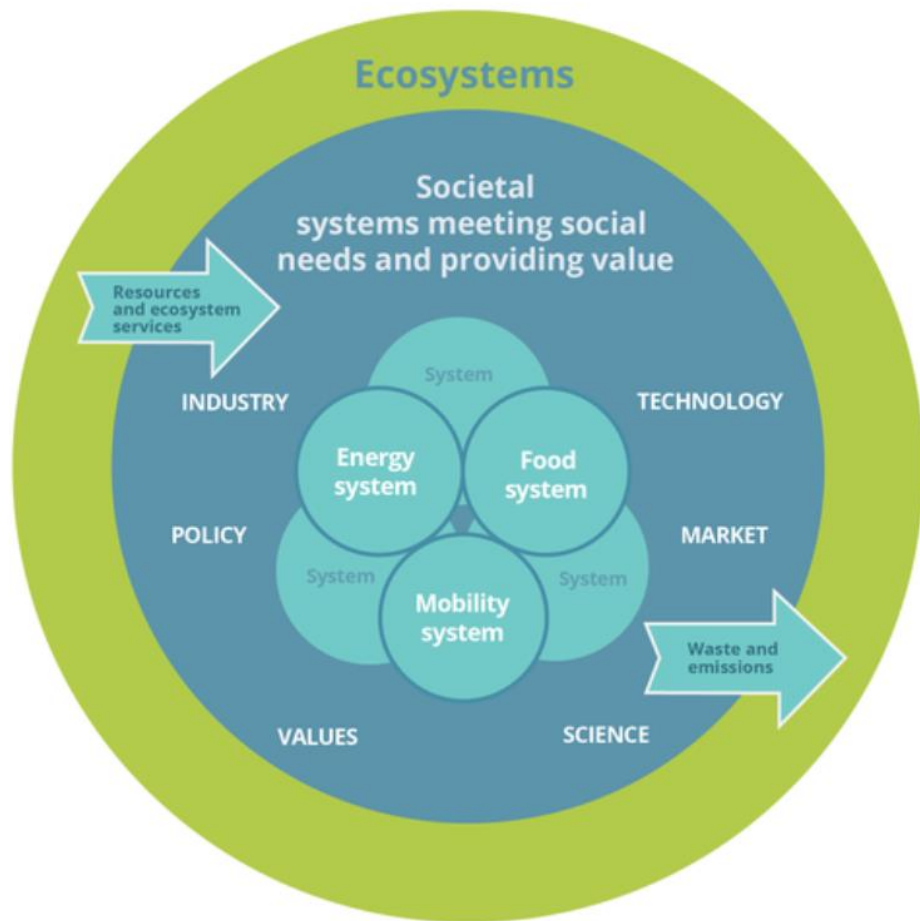 Ecosystems
Societal
systems meeting social
needs and providing value
Resources
and ecosystem
services
System
INDUSTRY
TECHNOLOGY
Energy
system
Food
system
POLICY
MARKET
System
System
Mobility
system
Waste and
emissions
VALUES
SCIENCE